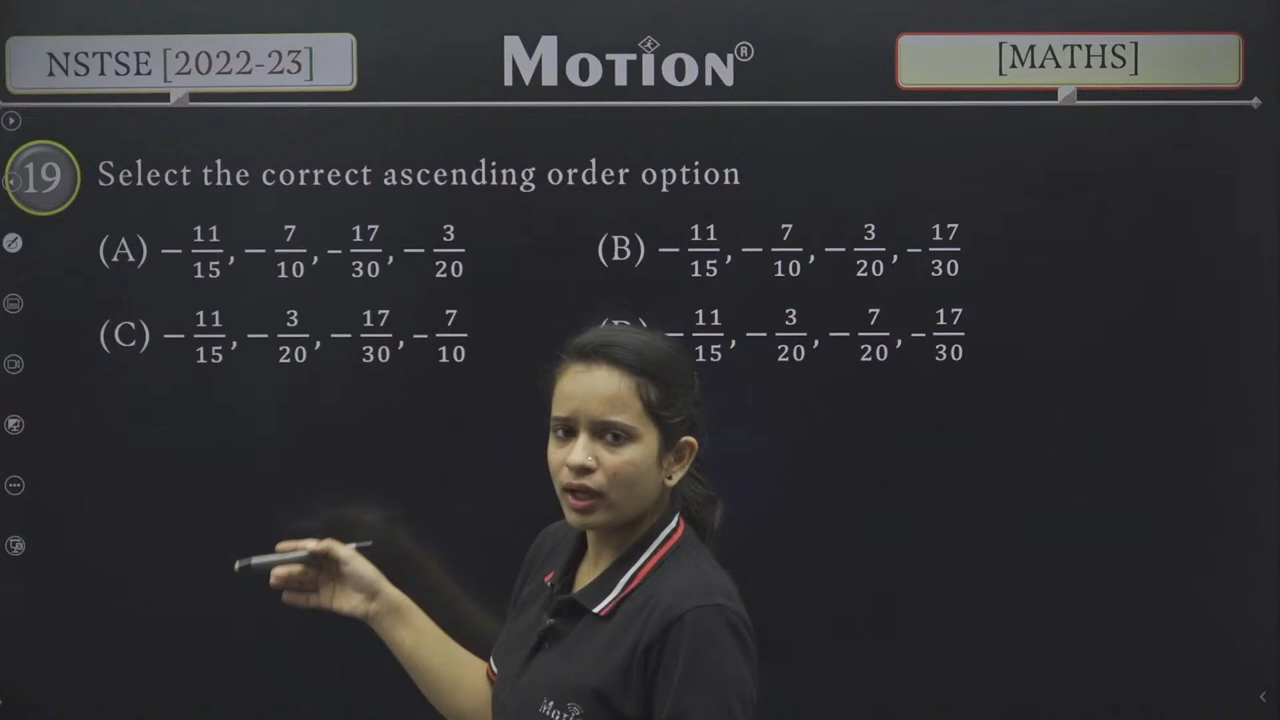 NSTSE [2022-23]
MOTION®
[MATHS]
19 Select the correct ascending order option
(A) −11/15, −7/10, -17/30, −3/20
(B) −11/15, −7/10, −3/20, -17/30
(C) −11/15, −3/20, −17/30, -7/10
−11/15, −3/20, −7/20, -17/30